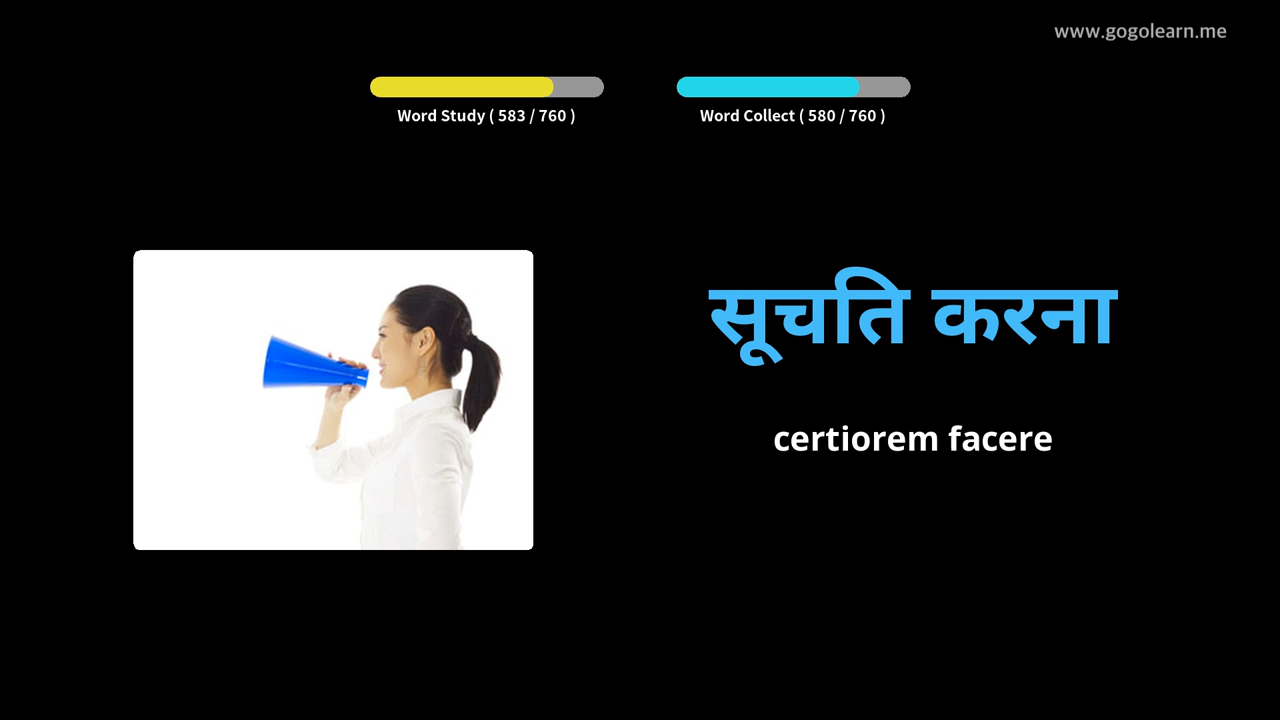 www.gogolearn.me
Word Study ( 583 / 760 )
Word Collect ( 580 / 760 )
सूचति करना
certiorem facere